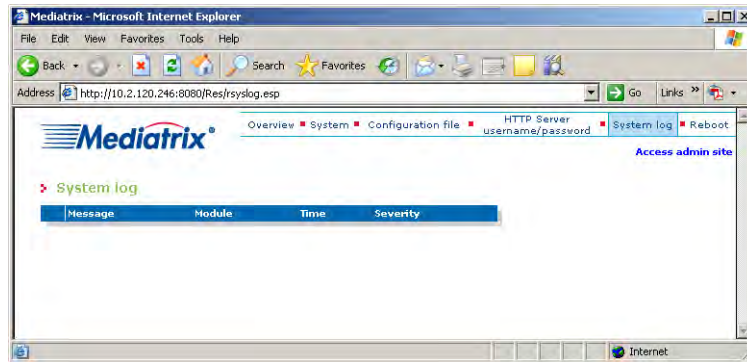 Mediatrix - Microsoft Internet Explorer
File Edit View Favorites Tools Help
Back Search Favorites
Address http://10.2.120.246:8080/Res/rsyslog.esp Go Links »
Mediatrix®
Overview System Configuration file HTTP Server username/password System log Reboot
Access admin site
System log
Message Module Time Severity
Internet